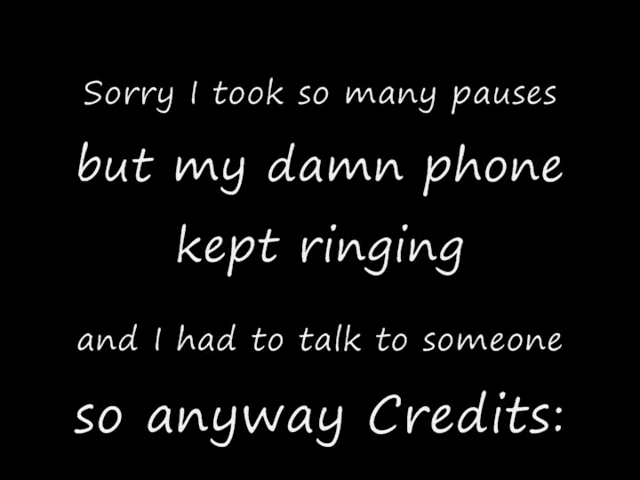 Sorry I took so many pauses
but my damn phone
kept ringing
and I had to talk to someone
so anyway Credits: